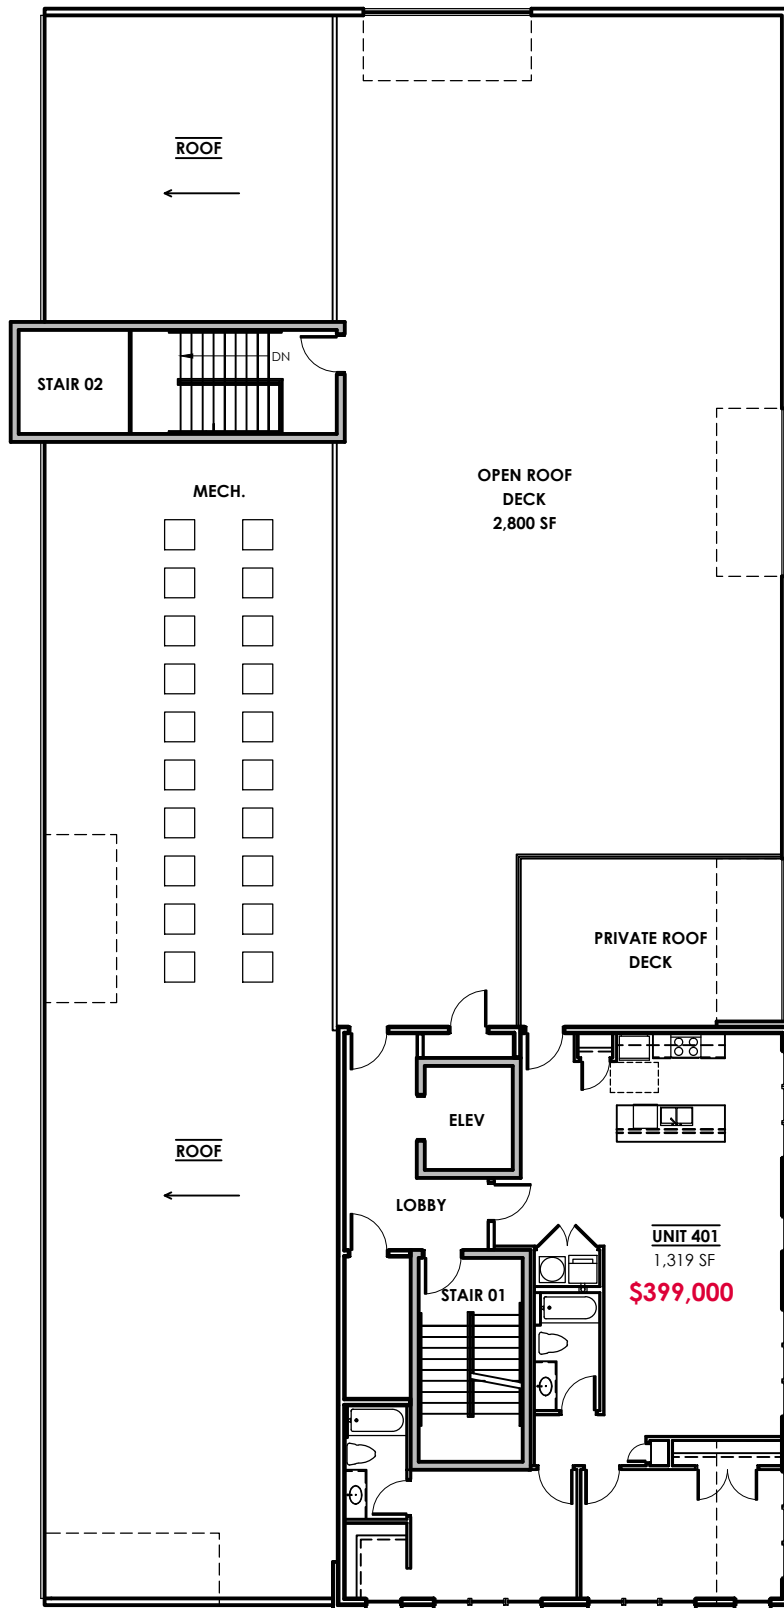 ROOF
DN
STAIR 02
OPEN ROOF
DECK
2,800 SF
MECH.
PRIVATE ROOF
DECK
ELEV
ROOF
LOBBY
UNIT 401
1,319 SF
$399,000
STAIR 01